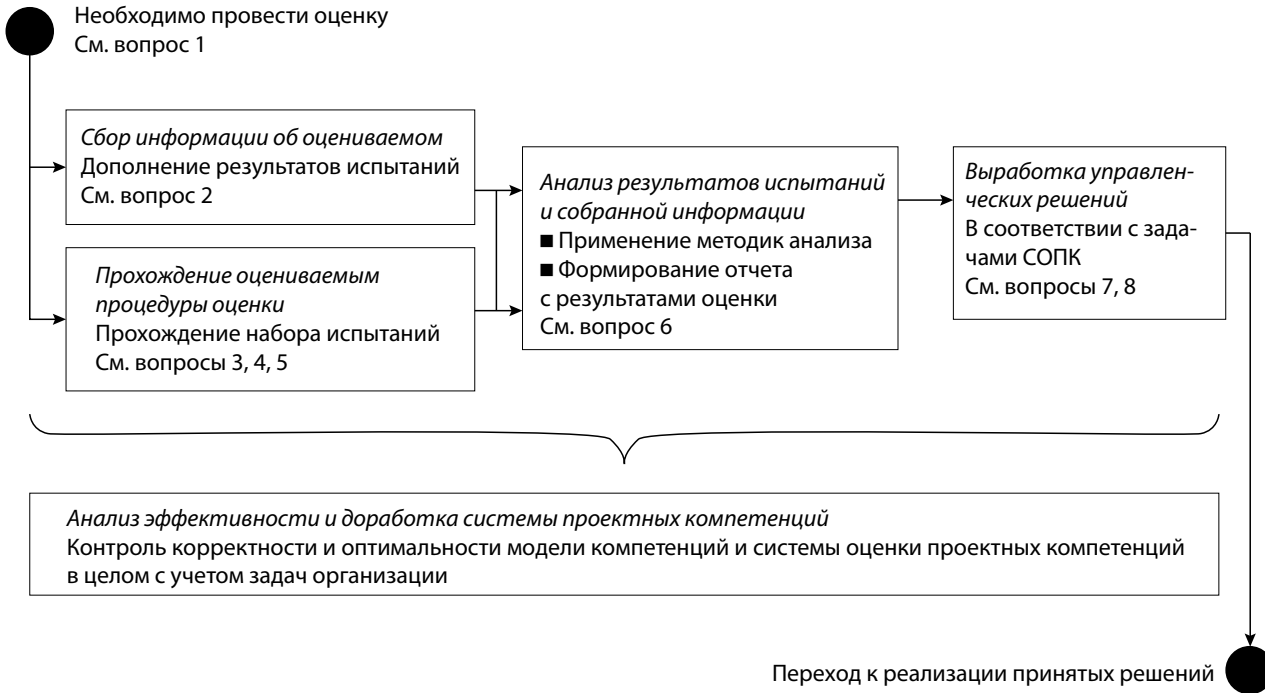 Необходимо провести оценку
См. вопрос 1
Сбор информации об оцениваемом
Дополнение результатов испытаний
См. вопрос 2
Прохождение оцениваемым
процедуры оценки
Прохождение набора испытаний
См. вопросы 3, 4, 5
Анализ результатов испытаний
и собранной информации
■ Применение методик анализа
■ Формирование отчета
с результатами оценки
См. вопрос 6
Выработка управлен-
ческих решений
В соответствии с зада-
чами СОПК
См. вопросы 7, 8
Анализ эффективности и доработка системы проектных компетенций
Контроль корректности и оптимальности модели компетенций и системы оценки проектных компетенций
в целом с учетом задач организации
Переход к реализации принятых решений